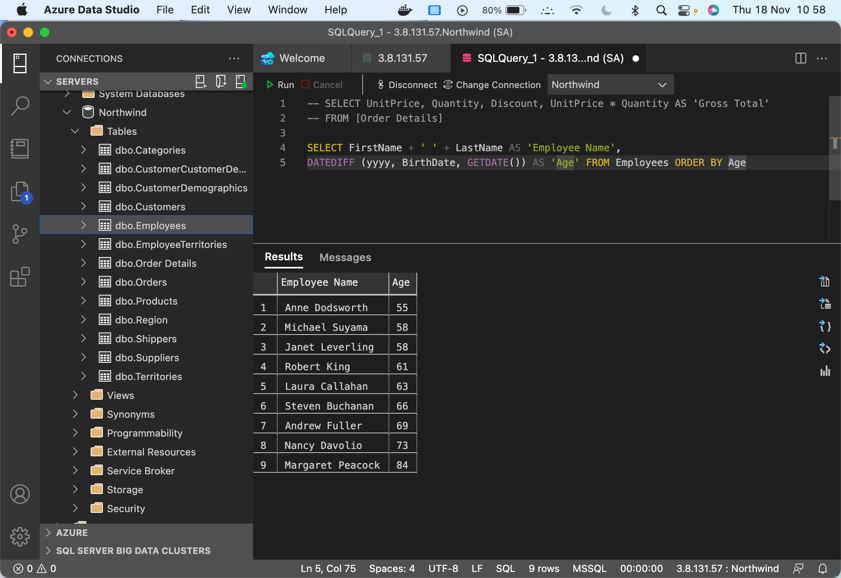 Azure Data Studio File Edit View Window Help 80% Thu 18 Nov 10 58
SQLQuery_1 - 3.8.131.57.Northwind (SA)
CONNECTIONS ...
Welcome 3.8.131.57 SQLQuery_1 - 3.8.13...nd (SA)
SERVERS
Run Cancel Disconnect Change Connection Northwind
System Databases
Northwind
Tables
dbo.Categories
dbo.CustomerCustomerDe...
dbo.CustomerDemographics
dbo.Customers
dbo.Employees
dbo.EmployeeTerritories
dbo.Order Details
dbo.Orders
dbo.Products
dbo.Region
dbo.Shippers
dbo.Suppliers
dbo.Territories
Views
Synonyms
Programmability
External Resources
Service Broker
Storage
Security
AZURE
SQL SERVER BIG DATA CLUSTERS
1
1 -- SELECT UnitPrice, Quantity, Discount, UnitPrice * Quantity AS 'Gross Total'
2 -- FROM [Order Details]
3
4 SELECT FirstName + ' ' + LastName AS 'Employee Name',
5 DATEDIFF (yyyy, BirthDate, GETDATE()) AS 'Age' FROM Employees ORDER BY Age
Results Messages
Employee Name Age
1 Anne Dodsworth 55
2 Michael Suyama 58
3 Janet Leverling 58
4 Robert King 61
5 Laura Callahan 63
6 Steven Buchanan 66
7 Andrew Fuller 69
8 Nancy Davolio 73
9 Margaret Peacock 84
0 0 Ln 5, Col 75 Spaces: 4 UTF-8 LF SQL 9 rows MSSQL 00:00:00 3.8.131.57 : Northwind